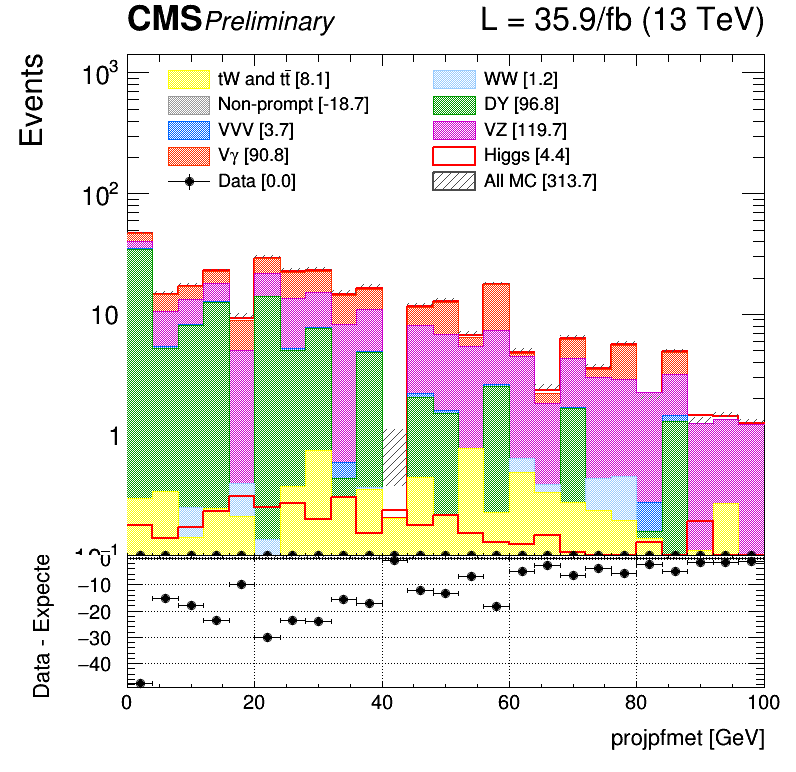 CMS Preliminary L = 35.9/fb (13 TeV)
Events
tW and tt̄ [8.1] WW [1.2]
Non-prompt [-18.7] DY [96.8]
VVV [3.7] VZ [119.7]
Vγ [90.8] Higgs [4.4]
Data [0.0] All MC [313.7]
10³
10²
10
1
10⁻¹
Data - Expecte
0
−10
−20
−30
−40
0 20 40 60 80 100
projpfmet [GeV]